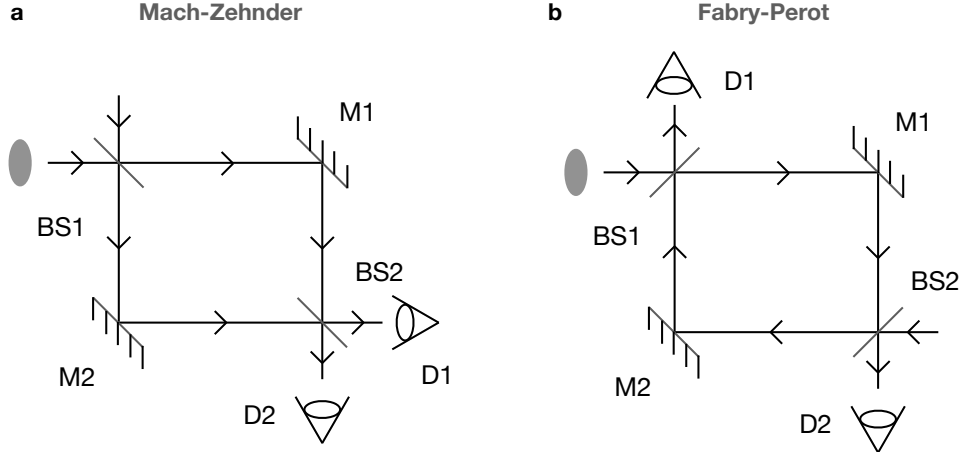 a Mach-Zehnder
M1
BS1
BS2
M2
D1
D2
b Fabry-Perot
D1
M1
BS1
BS2
M2
D2